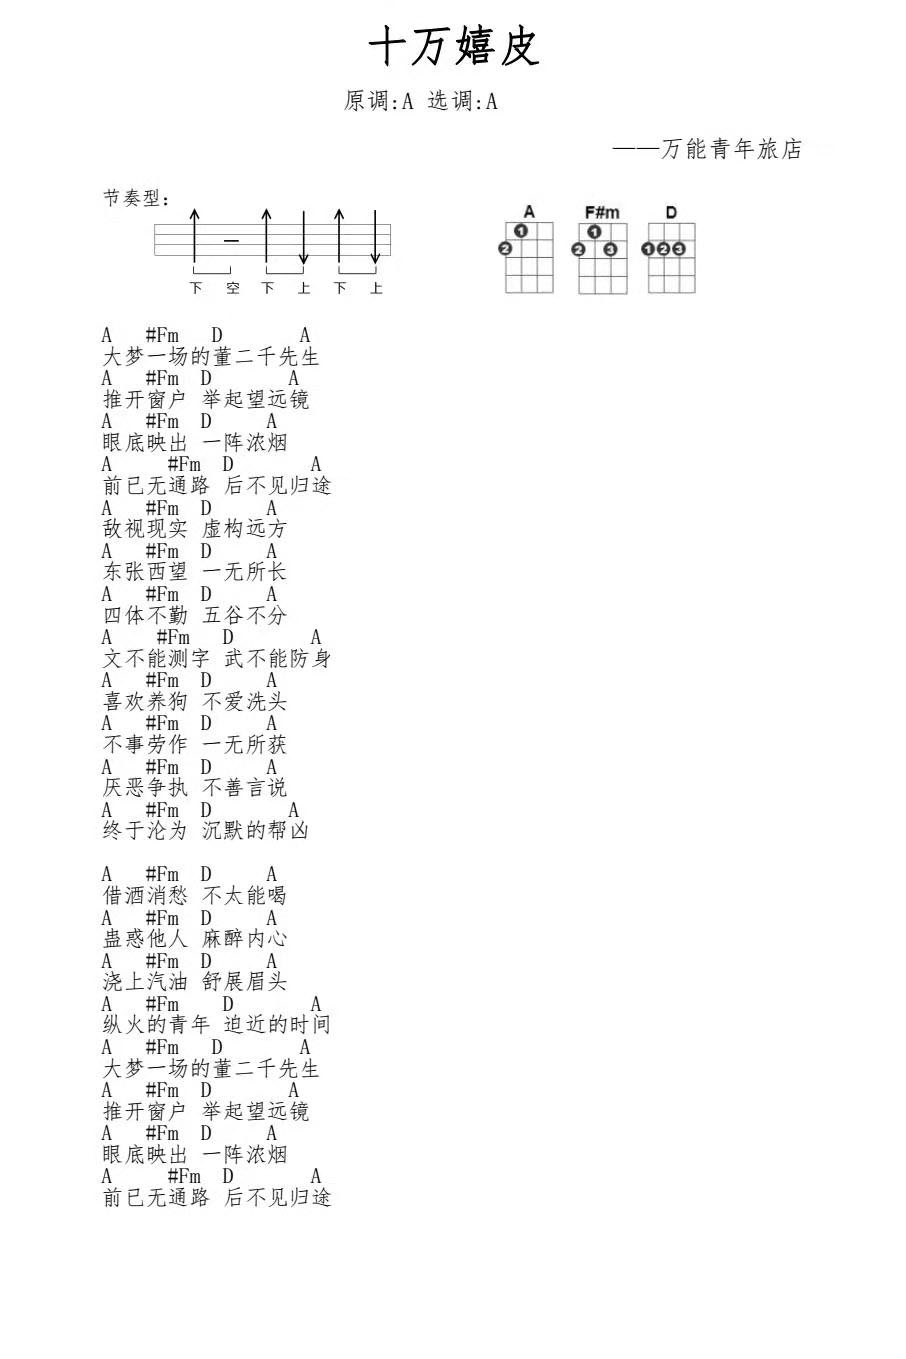 十万嬉皮
原调:A 选调:A
——万能青年旅店
节奏型:
下 空 下 上 下 上
A F#m D
1 2
1 2 3
1 2 3
A #Fm D A
大梦一场的董二千先生
A #Fm D A
推开窗户 举起望远镜
A #Fm D A
眼底映出 一阵浓烟
A #Fm D A
前已无通路 后不见归途
A #Fm D A
敌视现实 虚构远方
A #Fm D A
东张西望 一无所长
A #Fm D A
四体不勤 五谷不分
A #Fm D A
文不能测字 武不能防身
A #Fm D A
喜欢养狗 不爱洗头
A #Fm D A
不事劳作 一无所获
A #Fm D A
厌恶争执 不善言说
A #Fm D A
终于沦为 沉默的帮凶
A #Fm D A
借酒消愁 不太能喝
A #Fm D A
蛊惑他人 麻醉内心
A #Fm D A
浇上汽油 舒展眉头
A #Fm D A
纵火的青年 迫近的时间
A #Fm D A
大梦一场的董二千先生
A #Fm D A
推开窗户 举起望远镜
A #Fm D A
眼底映出 一阵浓烟
A #Fm D A
前已无通路 后不见归途